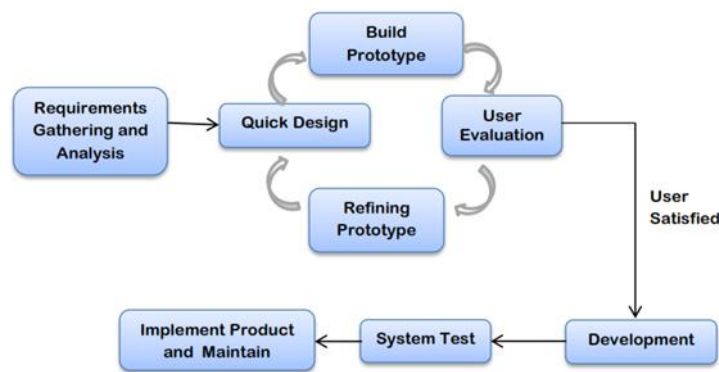 Build
Prototype
Requirements
Gathering and
Analysis
Quick Design
User
Evaluation
Refining
Prototype
User
Satisfied
Implement Product
and Maintain
System Test
Development